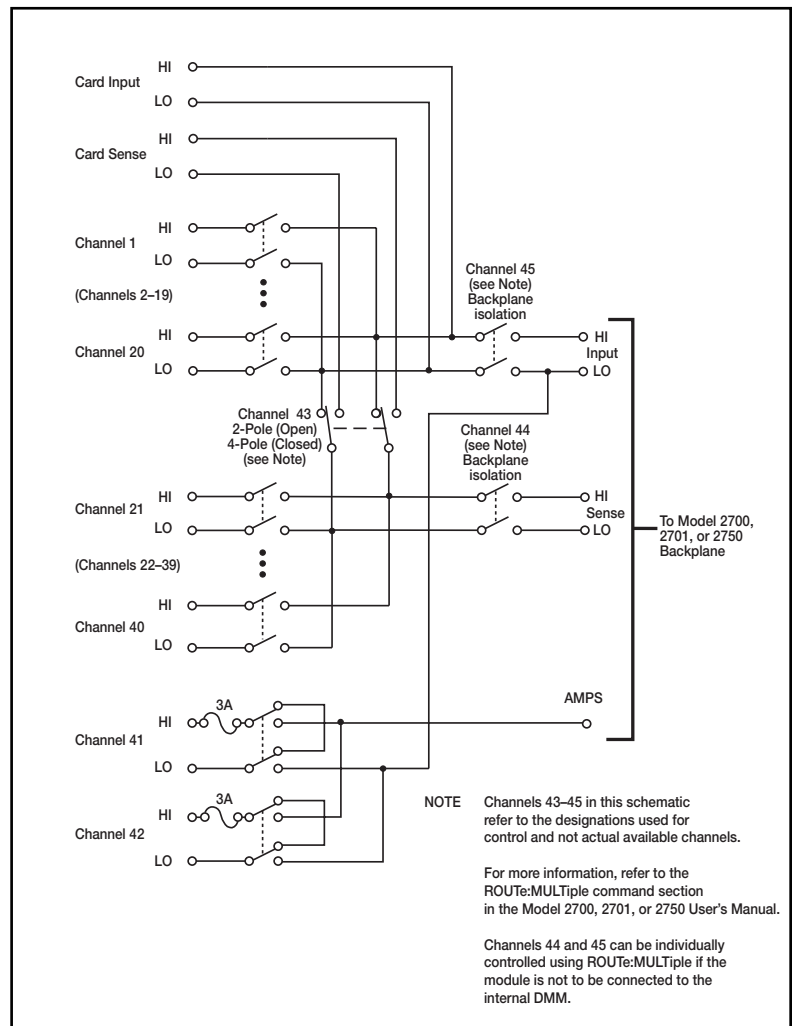 HI
Card Input
LO
HI
Card Sense
LO
HI
Channel 1
LO
(Channels 2–19)
HI
Channel 20
LO
Channel 45
(see Note)
Backplane
isolation
HI
Input
LO
Channel 43
2-Pole (Open)
4-Pole (Closed)
(see Note)
Channel 44
(see Note)
Backplane
isolation
HI
Sense
LO
HI
Channel 21
LO
(Channels 22–39)
HI
Channel 40
LO
To Model 2700,
2701, or 2750
Backplane
AMPS
3A
HI
Channel 41
LO
3A
HI
Channel 42
LO
NOTE Channels 43–45 in this schematic
refer to the designations used for
control and not actual available channels.
For more information, refer to the
ROUTe:MULTiple command section
in the Model 2700, 2701, or 2750 User's Manual.
Channels 44 and 45 can be individually
controlled using ROUTe:MULTiple if the
module is not to be connected to the
internal DMM.